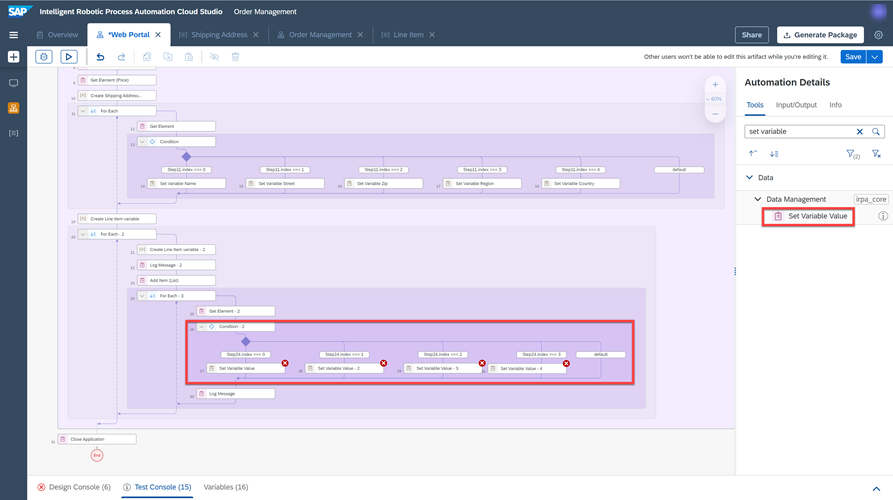 SAP Intelligent Robotic Process Automation Cloud Studio Order Management
Overview *Web Portal Shipping Address Order Management Line Item Share Generate Package
Other users won't be able to edit this artifact while you're editing it. Save
Get Element (Price)
Create Shipping Address...
For Each
Get Element
Condition
Step11.index === 0 Step11.index === 1 Step11.index === 2 Step11.index === 3 Step11.index === 4 default
Set Variable Name Set Variable Street Set Variable Zip Set Variable Region Set Variable Country
Create Line Item variable
For Each - 2
Create Line Item variable - 2
Log Message - 2
Add Item (List)
For Each - 3
Get Element - 2
Condition - 2
Step24.index === 0 Step24.index === 1 Step24.index === 2 Step24.index === 3 default
Set Variable Value Set Variable Value - 2 Set Variable Value - 3 Set Variable Value - 4
Log Message
Close Application
End
60%
Automation Details
Tools Input/Output Info
set variable
(2)
Data
Data Management irpa_core
Set Variable Value
Design Console (6) Test Console (15) Variables (16)